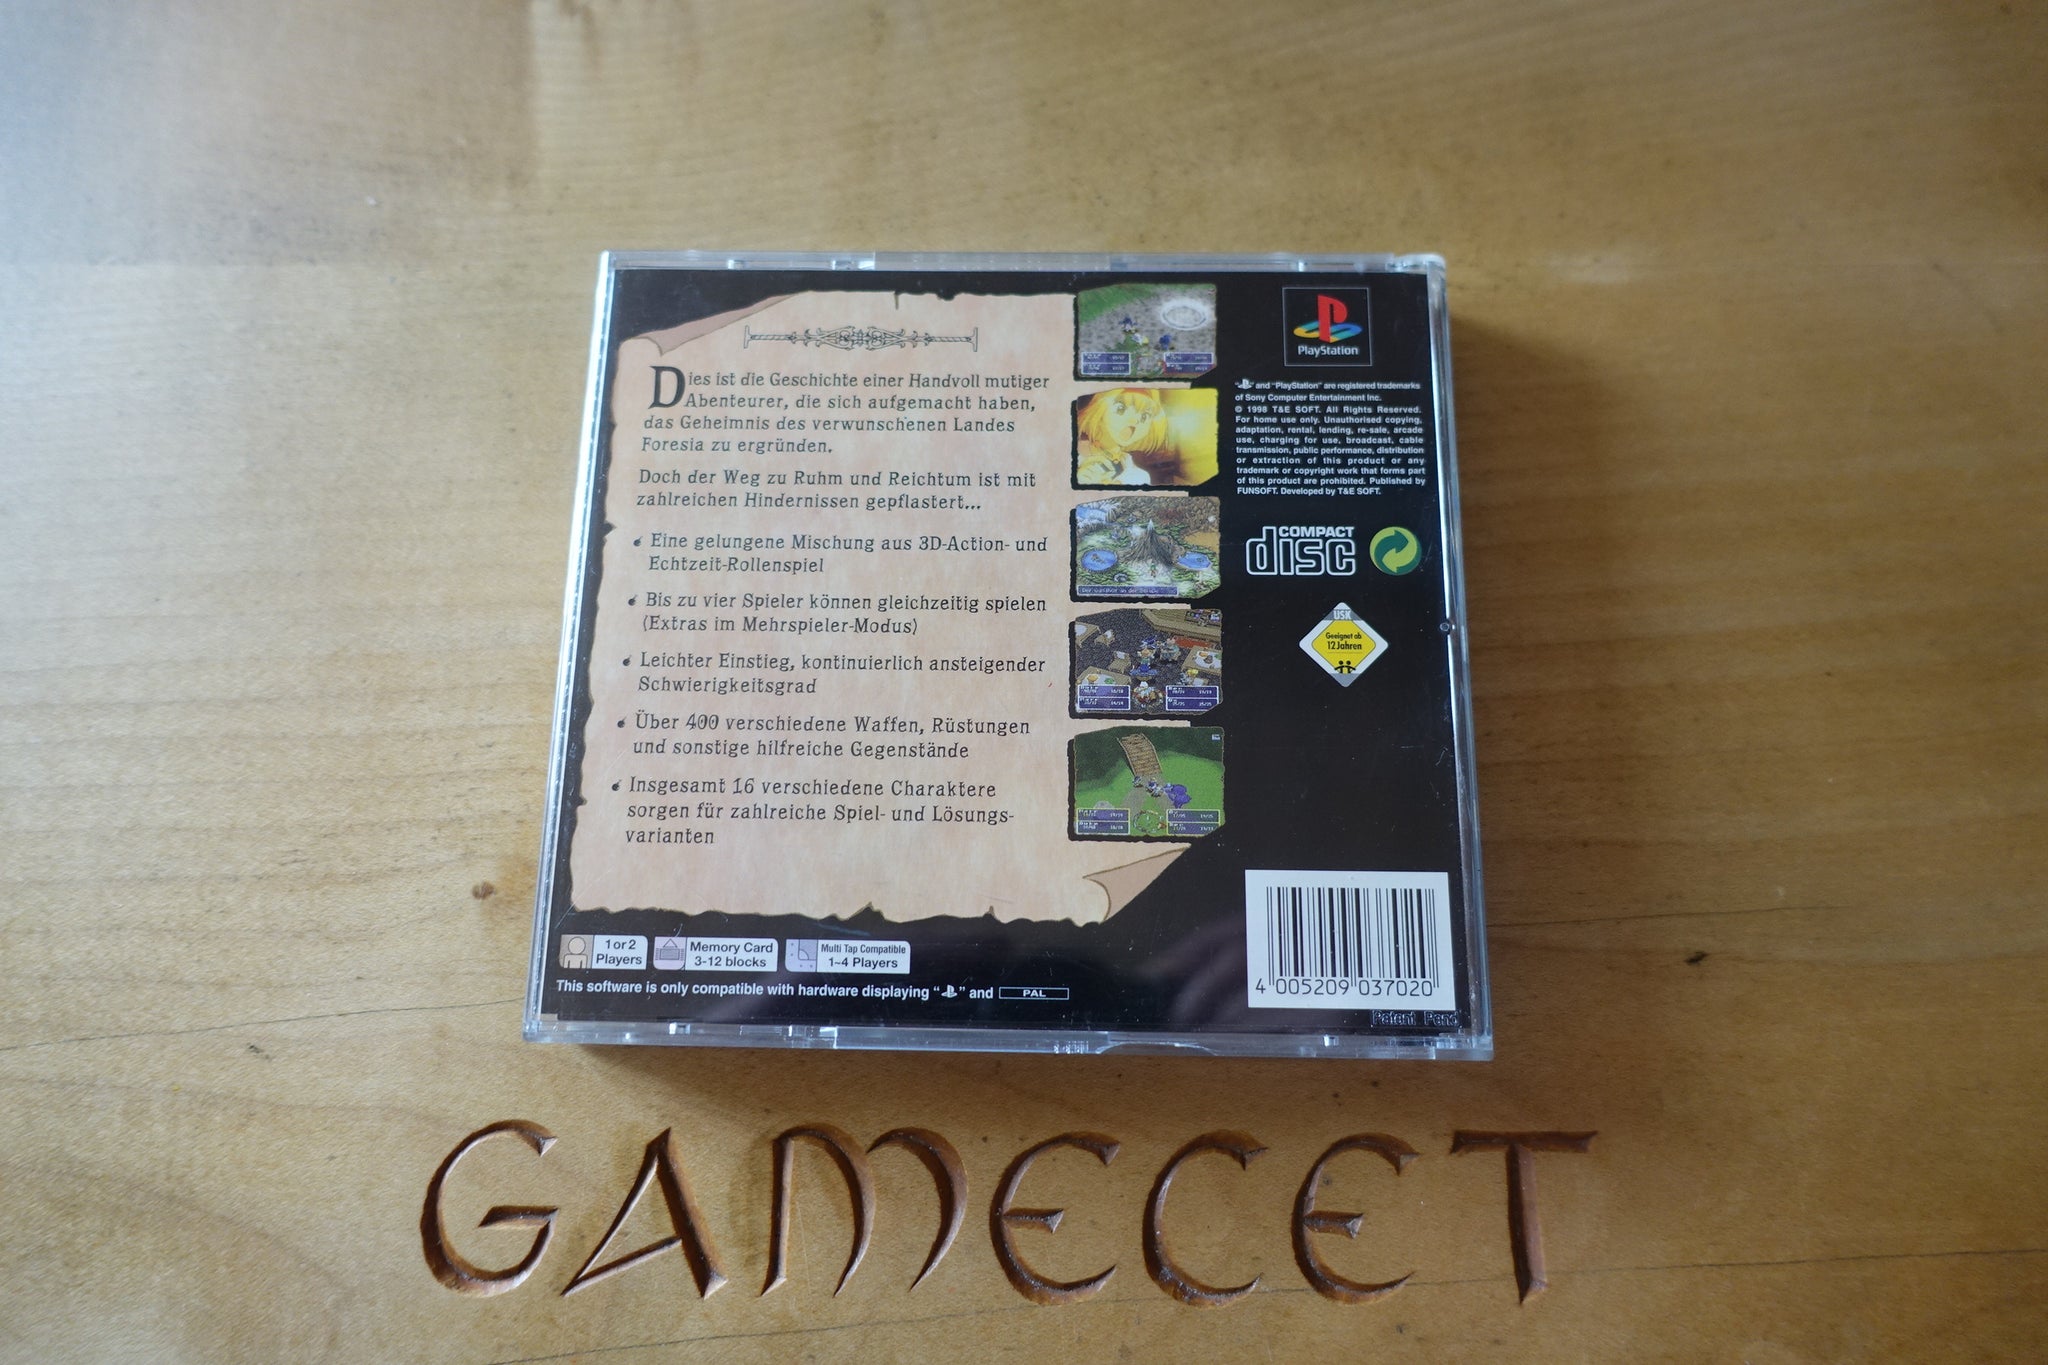 Dies ist die Geschichte einer Handvoll mutiger
Abenteurer, die sich aufgemacht haben,
das Geheimnis des verwunschenen Landes
Foresia zu ergründen.
Doch der Weg zu Ruhm und Reichtum ist mit
zahlreichen Hindernissen gepflastert...
Eine gelungene Mischung aus 3D-Action- und
Echtzeit-Rollenspiel
Bis zu vier Spieler können gleichzeitig spielen
(Extras im Mehrspieler-Modus)
Leichter Einstieg, kontinuierlich ansteigender
Schwierigkeitsgrad
Über 400 verschiedene Waffen, Rüstungen
und sonstige hilfreiche Gegenstände
Insgesamt 16 verschiedene Charaktere
sorgen für zahlreiche Spiel- und Lösungs-
varianten
PlayStation
" " and "PlayStation" are registered trademarks
of Sony Computer Entertainment Inc.
© 1998 T&E SOFT. All Rights Reserved.
For home use only. Unauthorised copying,
adaptation, rental, lending, re-sale, arcade
use, charging for use, broadcast, cable
transmission, public performance, distribution
or extraction of this product or any
trademark or copyright work that forms part
of this product are prohibited. Published by
FUNSOFT. Developed by T&E SOFT.
COMPACT
disc
USK
Geeignet ab
12 Jahren
1 or 2
Players
Memory Card
3-12 blocks
Multi Tap Compatible
1~4 Players
This software is only compatible with hardware displaying " " and PAL
4 005209 037020
Patent Pend
GAMECET